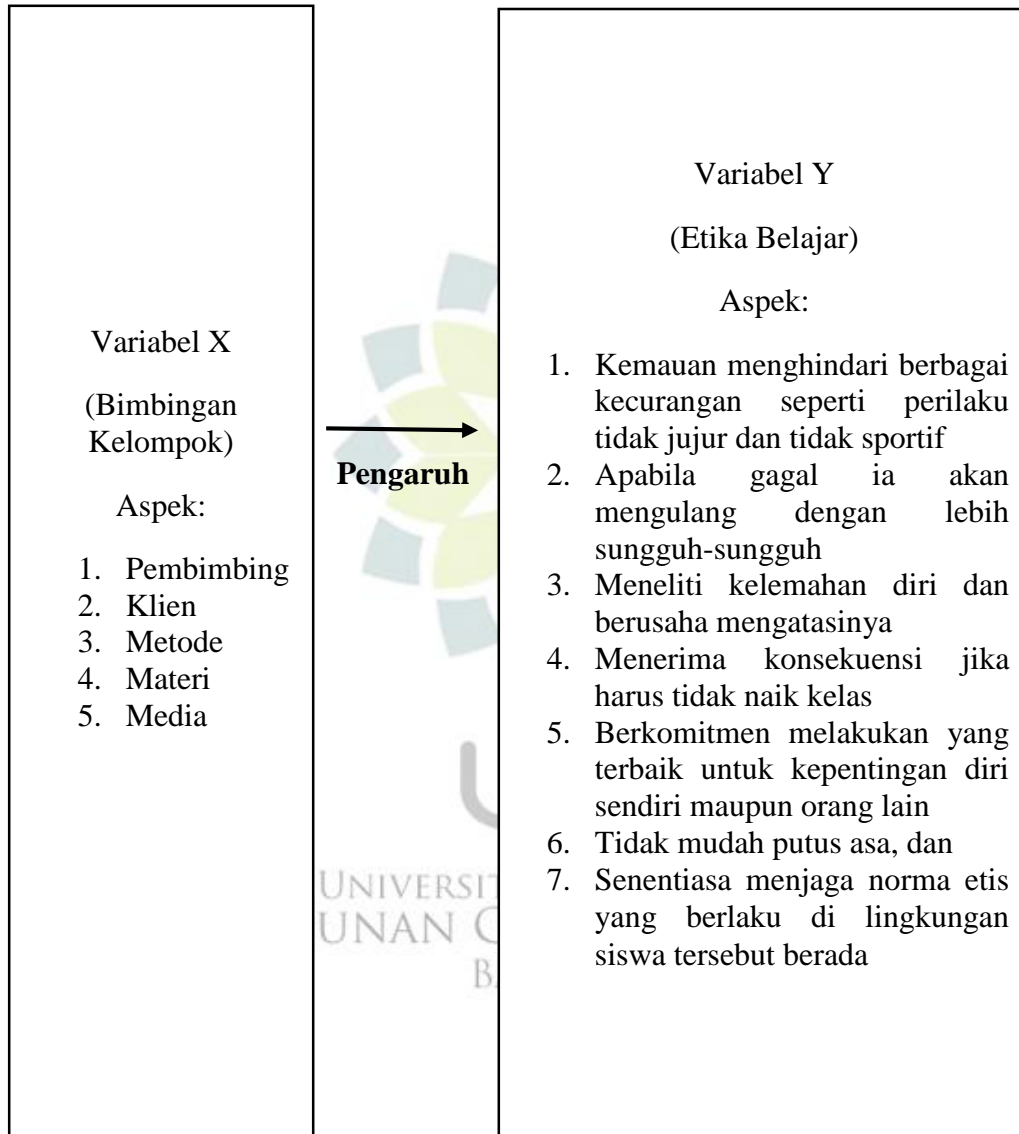 Variabel X
(Bimbingan
Kelompok)
Aspek:
1. Pembimbing
2. Klien
3. Metode
4. Materi
5. Media
Pengaruh
Variabel Y
(Etika Belajar)
Aspek:
1. Kemauan menghindari berbagai
kecurangan seperti perilaku
tidak jujur dan tidak sportif
2. Apabila gagal ia akan
mengulang dengan lebih
sungguh-sungguh
3. Meneliti kelemahan diri dan
berusaha mengatasinya
4. Menerima konsekuensi jika
harus tidak naik kelas
5. Berkomitmen melakukan yang
terbaik untuk kepentingan diri
sendiri maupun orang lain
6. Tidak mudah putus asa, dan
7. Senentiasa menjaga norma etis
yang berlaku di lingkungan
siswa tersebut berada
U
UNIVERSIT
UNAN G
BA